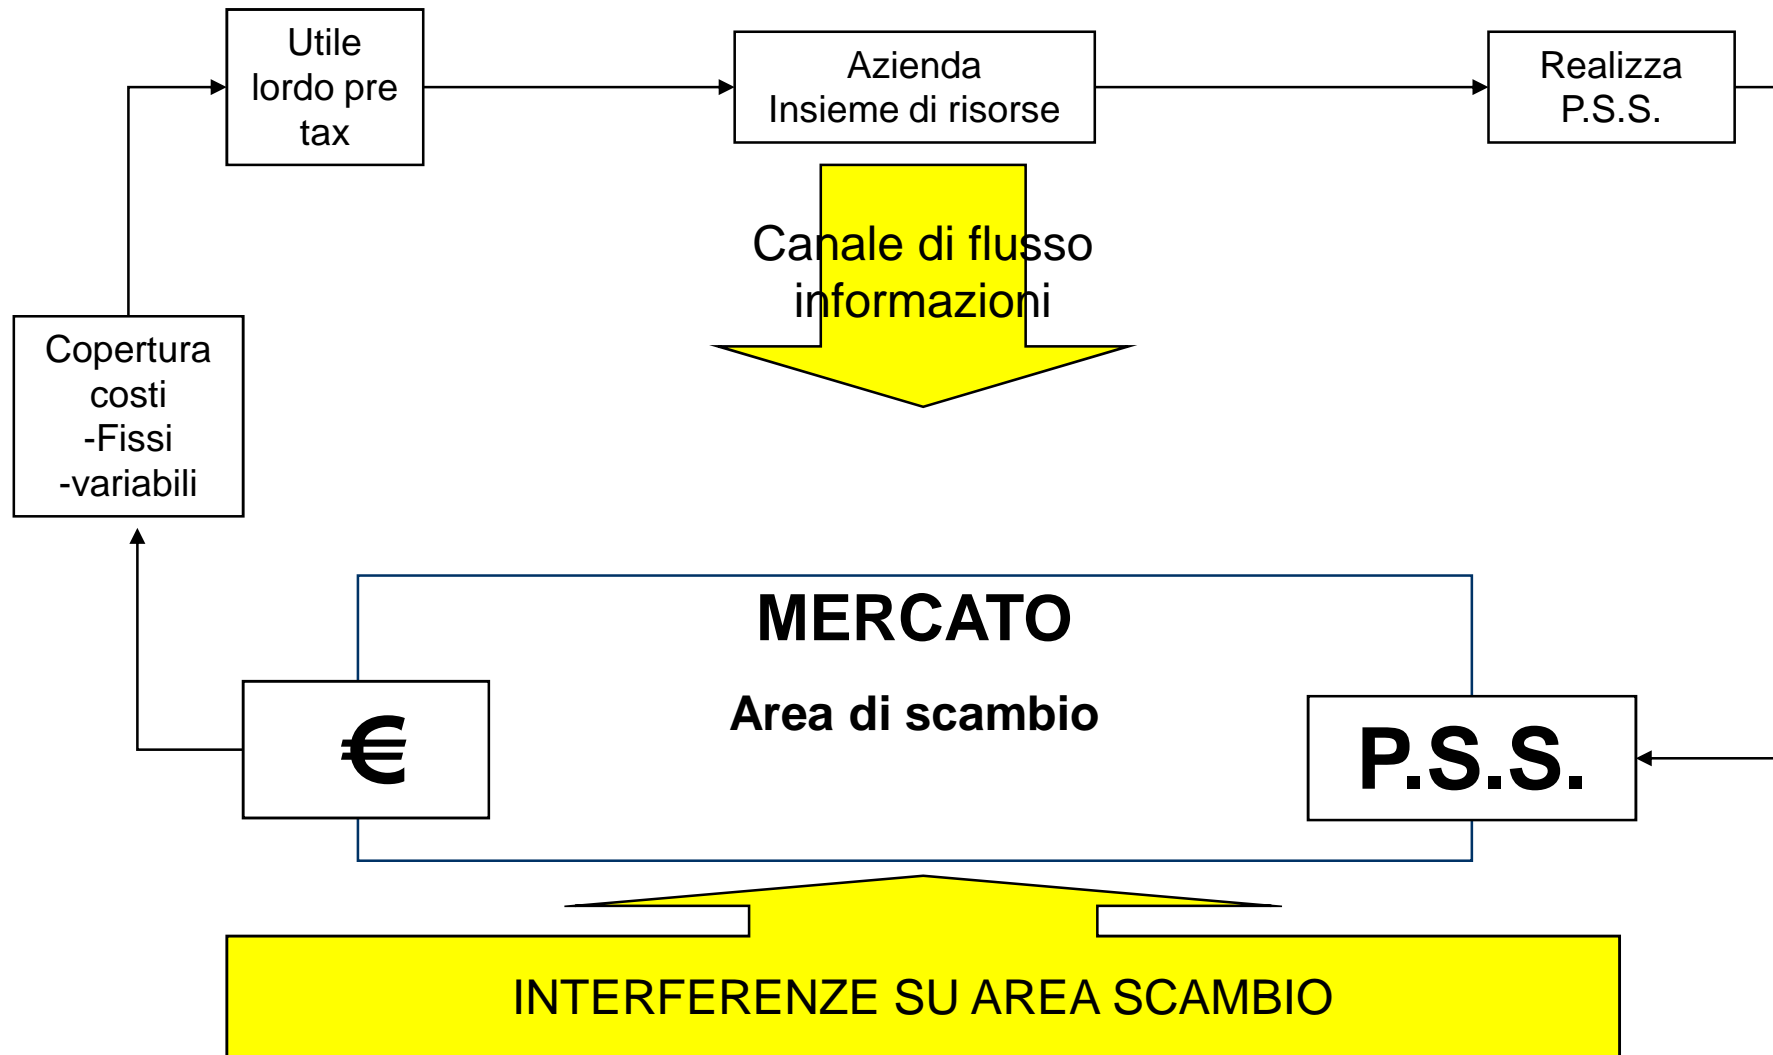 Utile
lordo pre
tax
Azienda
Insieme di risorse
Realizza
P.S.S.
Canale di flusso
informazioni
Copertura
costi
-Fissi
-variabili
MERCATO
Area di scambio
€
P.S.S.
INTERFERENZE SU AREA SCAMBIO